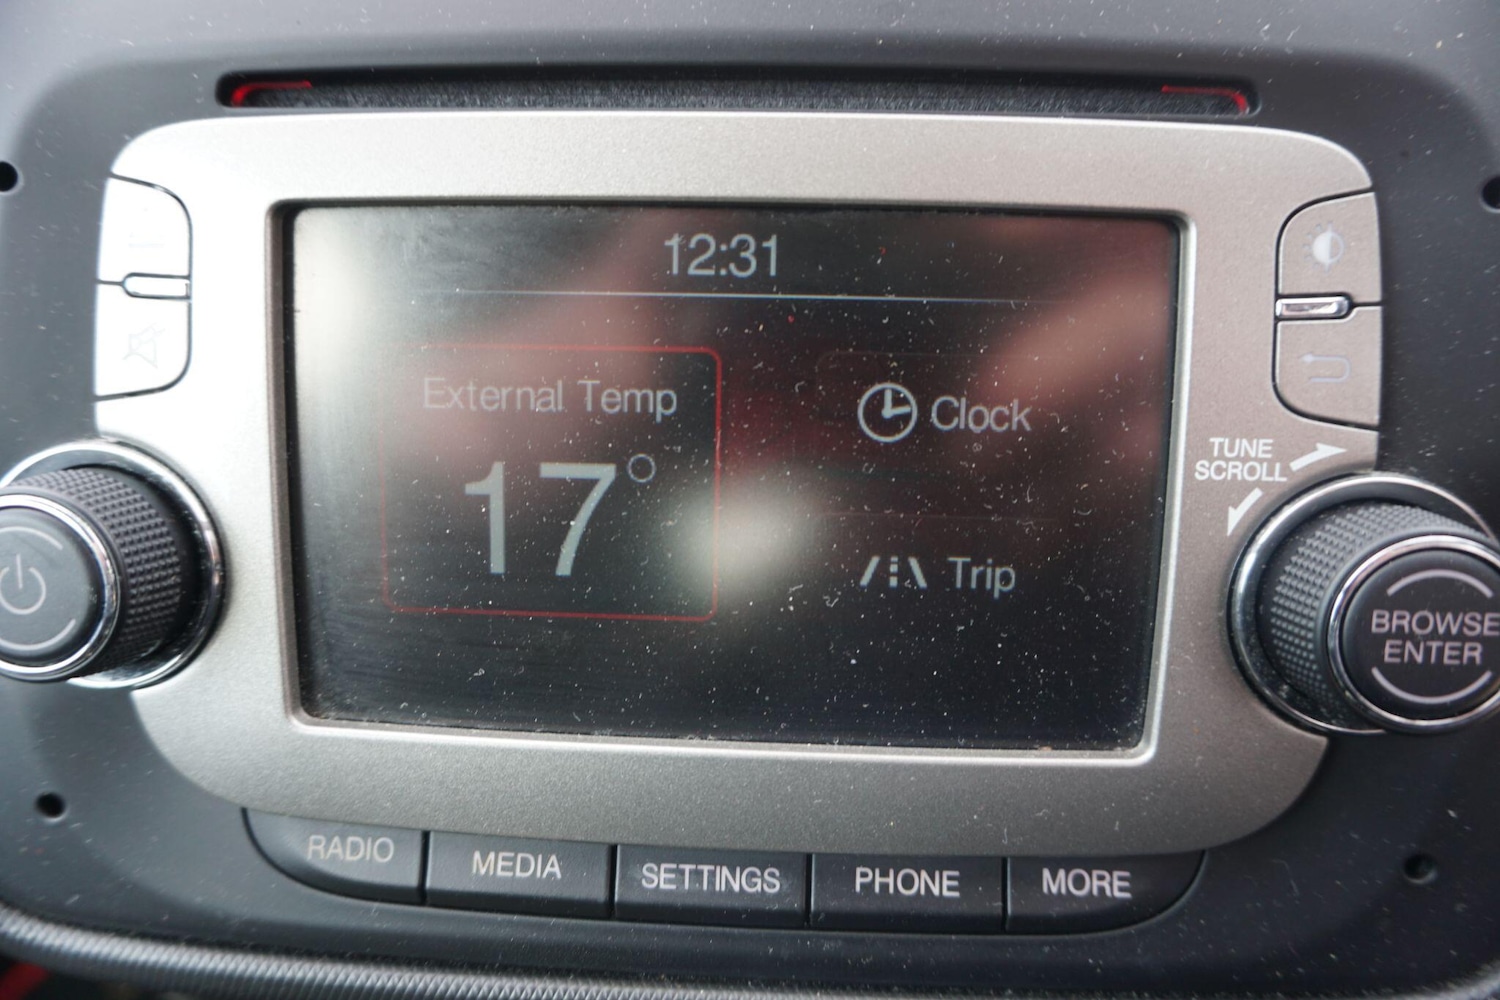 12:31
External Temp
17°
Clock
Trip
TUNE
SCROLL
BROWSE
ENTER
RADIO
MEDIA
SETTINGS
PHONE
MORE